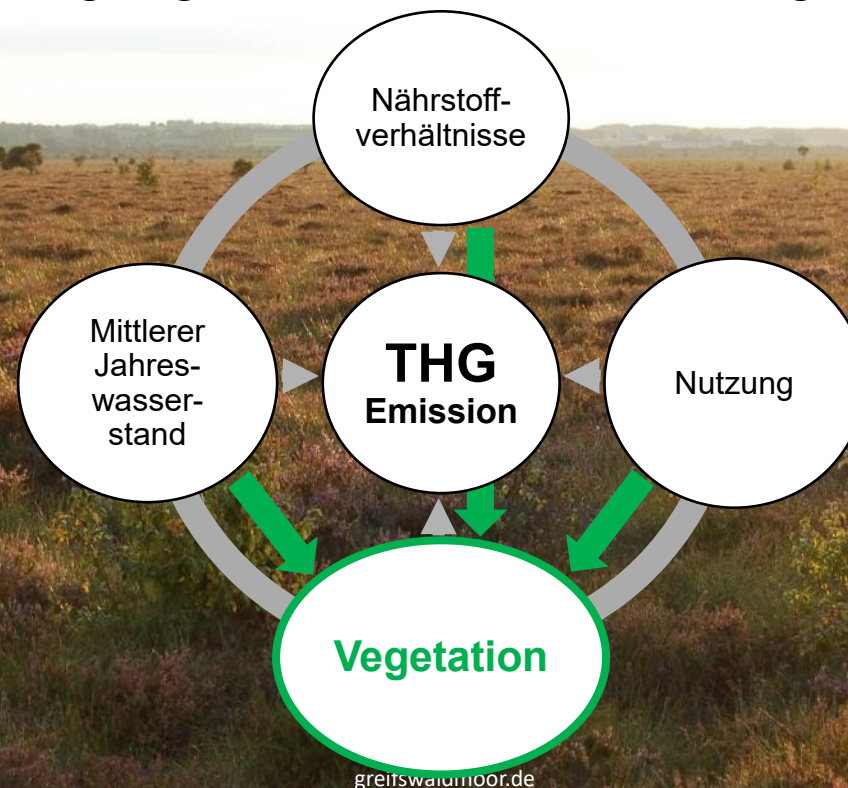 Nährstoff-
verhältnisse
Mittlerer
Jahres-
wasser-
stand
THG
Emission
Nutzung
Vegetation
greifswaldmoor.de